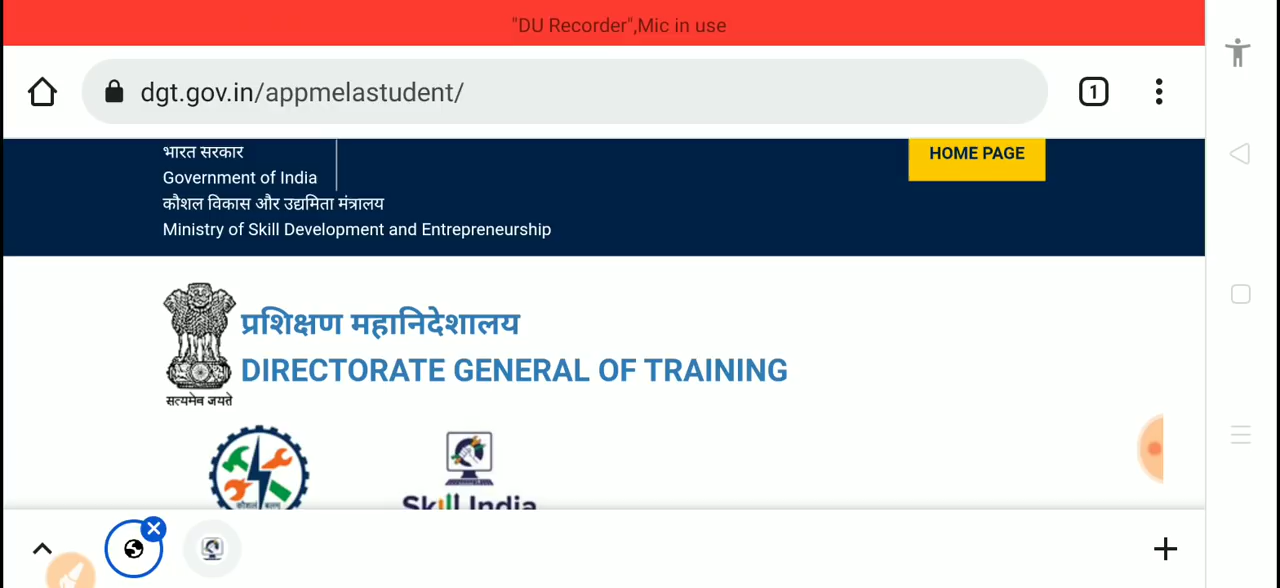 "DU Recorder",Mic in use
dgt.gov.in/appmelastudent/
1
भारत सरकार
Government of India
कौशल विकास और उद्यमिता मंत्रालय
Ministry of Skill Development and Entrepreneurship
HOME PAGE
प्रशिक्षण महानिदेशालय
DIRECTORATE GENERAL OF TRAINING
सत्यमेव जयते
Skill India